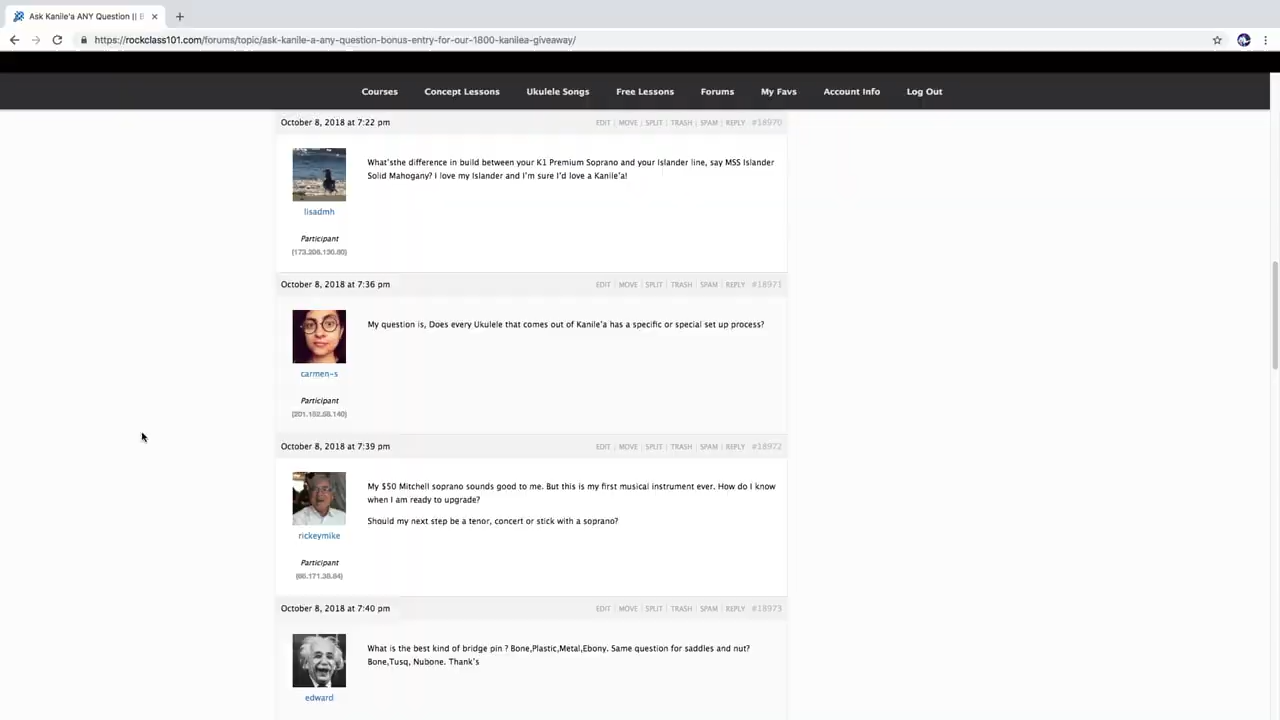 Ask Kanile'a ANY Question || B
https://rockclass101.com/forums/topic/ask-kanile-a-any-question-bonus-entry-for-our-1800-kanilea-giveaway/
Courses Concept Lessons Ukulele Songs Free Lessons Forums My Favs Account Info Log Out
October 8, 2018 at 7:22 pm EDIT | MOVE | SPLIT | TRASH | SPAM | REPLY #18970
What'sthe difference in build between your K1 Premium Soprano and your Islander line, say MSS Islander
Solid Mahogany? I love my Islander and I'm sure I'd love a Kanile'a!
lisadmh
Participant
October 8, 2018 at 7:36 pm EDIT | MOVE | SPLIT | TRASH | SPAM | REPLY #18971
My question is, Does every Ukulele that comes out of Kanile'a has a specific or special set up process?
carmen-s
Participant
October 8, 2018 at 7:39 pm EDIT | MOVE | SPLIT | TRASH | SPAM | REPLY #18972
My $50 Mitchell soprano sounds good to me. But this is my first musical instrument ever. How do I know
when I am ready to upgrade?
Should my next step be a tenor, concert or stick with a soprano?
rickeymike
Participant
October 8, 2018 at 7:40 pm EDIT | MOVE | SPLIT | TRASH | SPAM | REPLY #18973
What is the best kind of bridge pin ? Bone,Plastic,Metal,Ebony. Same question for saddles and nut?
Bone,Tusq, Nubone. Thank's
edward